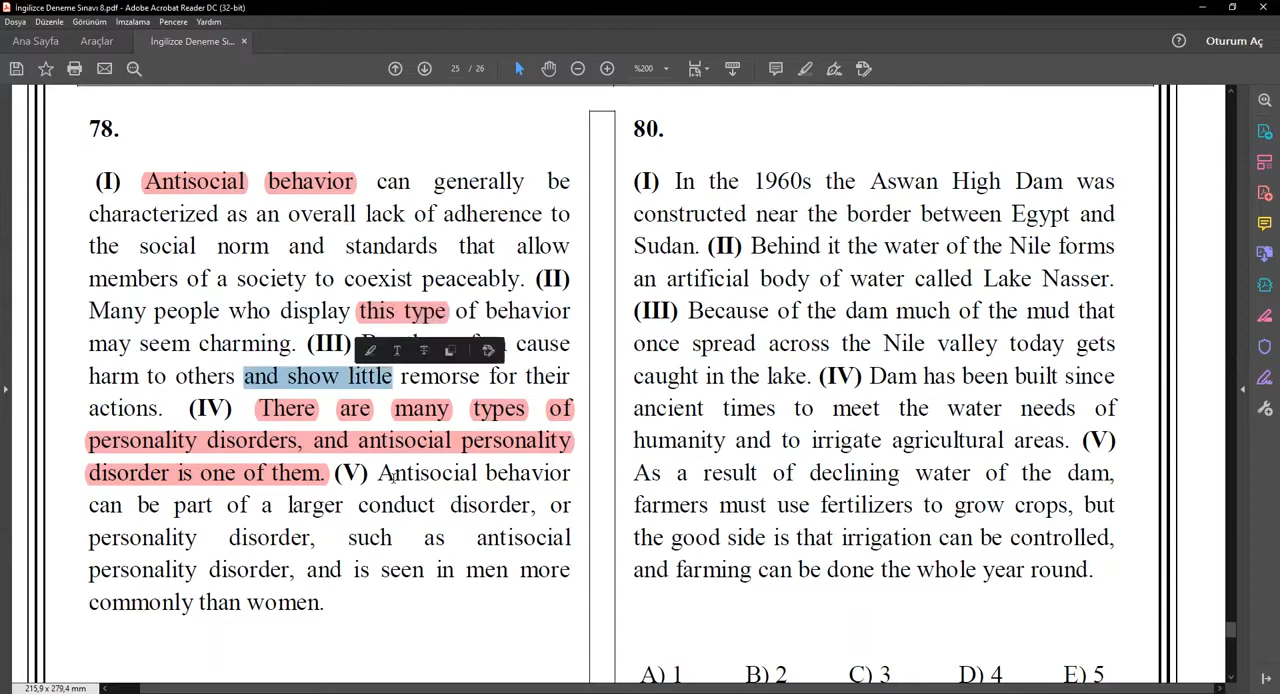 İngilizce Deneme Sınavı 8.pdf - Adobe Acrobat Reader DC (32-bit)
Dosya Düzenle Görünüm İmzalama Pencere Yardım
Ana Sayfa Araçlar İngilizce Deneme Sı... × Oturum Aç
25 / 26 %200
78.
(I) Antisocial behavior can generally be
characterized as an overall lack of adherence to
the social norm and standards that allow
members of a society to coexist peaceably. (II)
Many people who display this type of behavior
may seem charming. (III) cause
harm to others and show little remorse for their
actions. (IV) There are many types of
personality disorders, and antisocial personality
disorder is one of them. (V) Antisocial behavior
can be part of a larger conduct disorder, or
personality disorder, such as antisocial
personality disorder, and is seen in men more
commonly than women.
80.
(I) In the 1960s the Aswan High Dam was
constructed near the border between Egypt and
Sudan. (II) Behind it the water of the Nile forms
an artificial body of water called Lake Nasser.
(III) Because of the dam much of the mud that
once spread across the Nile valley today gets
caught in the lake. (IV) Dam has been built since
ancient times to meet the water needs of
humanity and to irrigate agricultural areas. (V)
As a result of declining water of the dam,
farmers must use fertilizers to grow crops, but
the good side is that irrigation can be controlled,
and farming can be done the whole year round.
A) 1 B) 2 C) 3 D) 4 E) 5
215,9 x 279,4 mm